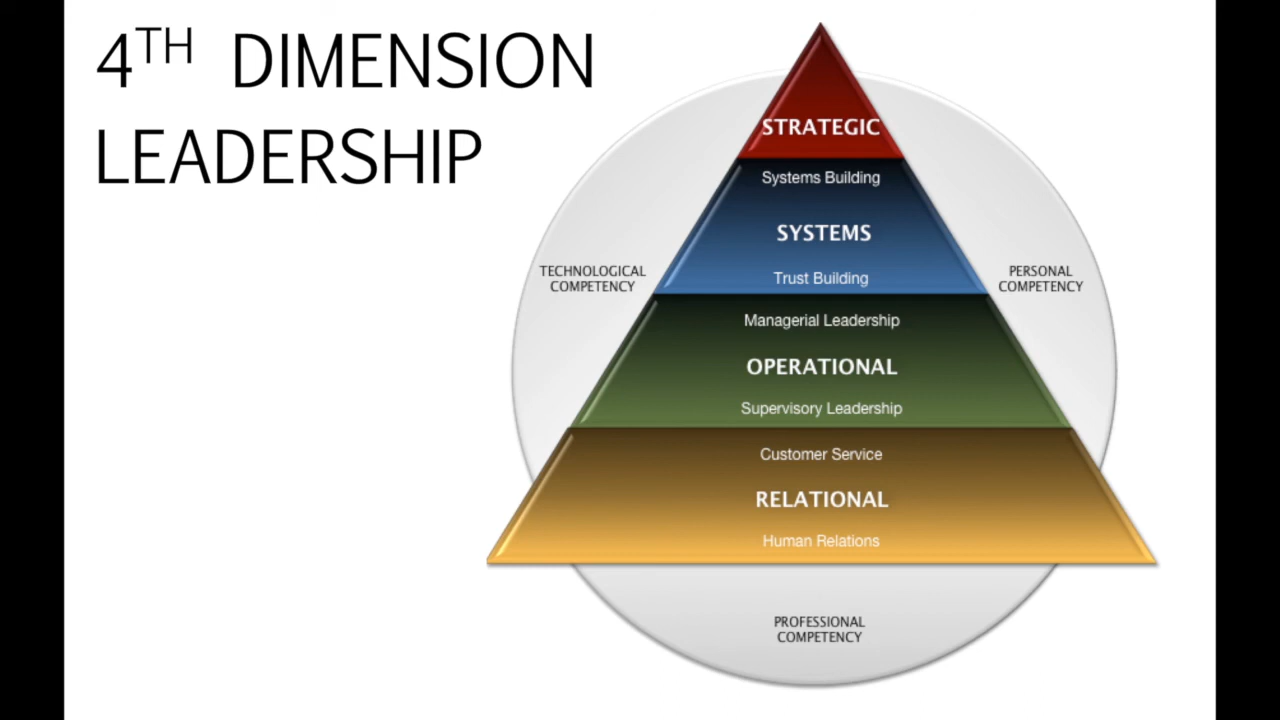 4TH DIMENSION
LEADERSHIP
STRATEGIC
Systems Building
SYSTEMS
Trust Building
TECHNOLOGICAL
COMPETENCY
PERSONAL
COMPETENCY
Managerial Leadership
OPERATIONAL
Supervisory Leadership
Customer Service
RELATIONAL
Human Relations
PROFESSIONAL
COMPETENCY